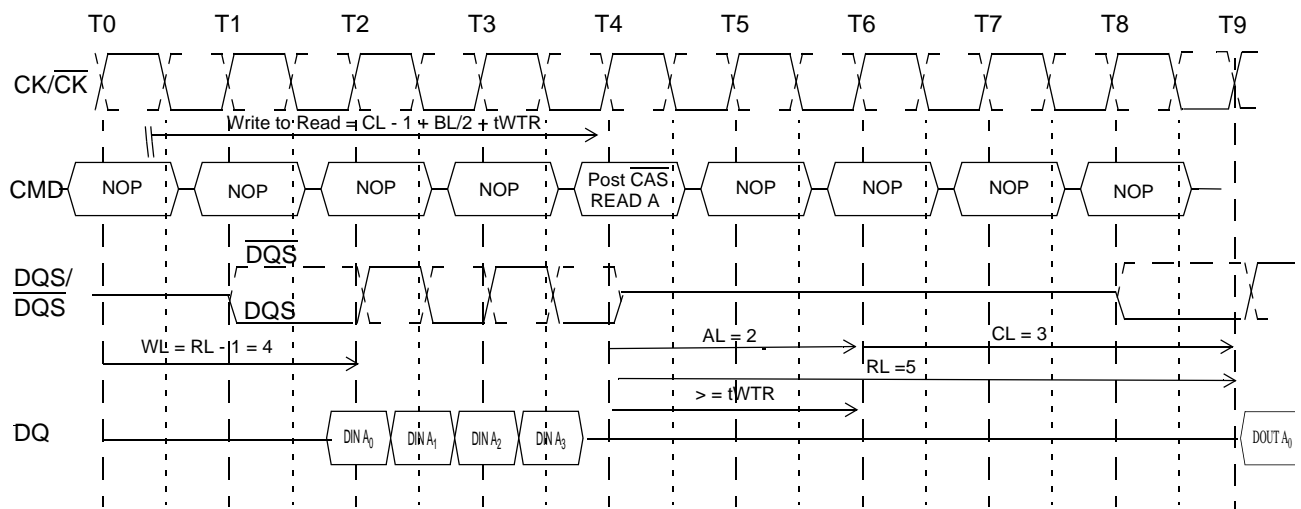 T0 T1 T2 T3 T4 T5 T6 T7 T8 T9
CK/CK
Write to Read = CL - 1 + BL/2 + tWTR
CMD NOP NOP NOP NOP Post CAS READ A NOP NOP NOP NOP
DQS
DQS/
DQS
DQS
WL = RL - 1 = 4
AL = 2
CL = 3
RL =5
> = tWTR
DQ DIN A0 DIN A1 DIN A2 DIN A3 DOUT A0